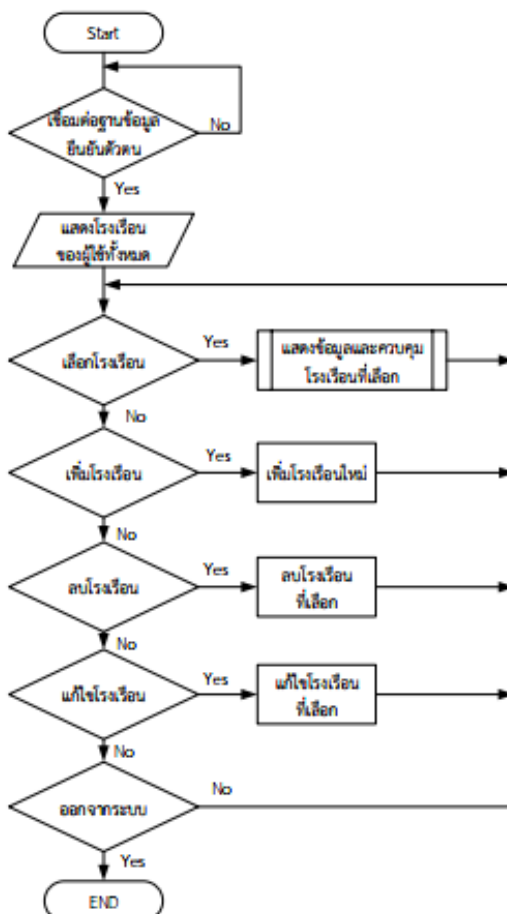 Start
เชื่อมต่อฐานข้อมูล
ยืนยันตัวตน
No
Yes
แสดงโรงเรือน
ของผู้ใช้ทั้งหมด
เลือกโรงเรือน
Yes
แสดงข้อมูลและควบคุม
โรงเรือนที่เลือก
No
เพิ่มโรงเรือน
Yes
เพิ่มโรงเรือนใหม่
No
ลบโรงเรือน
Yes
ลบโรงเรือน
ที่เลือก
No
แก้ไขโรงเรือน
Yes
แก้ไขโรงเรือน
ที่เลือก
No
ออกจากระบบ
No
Yes
END